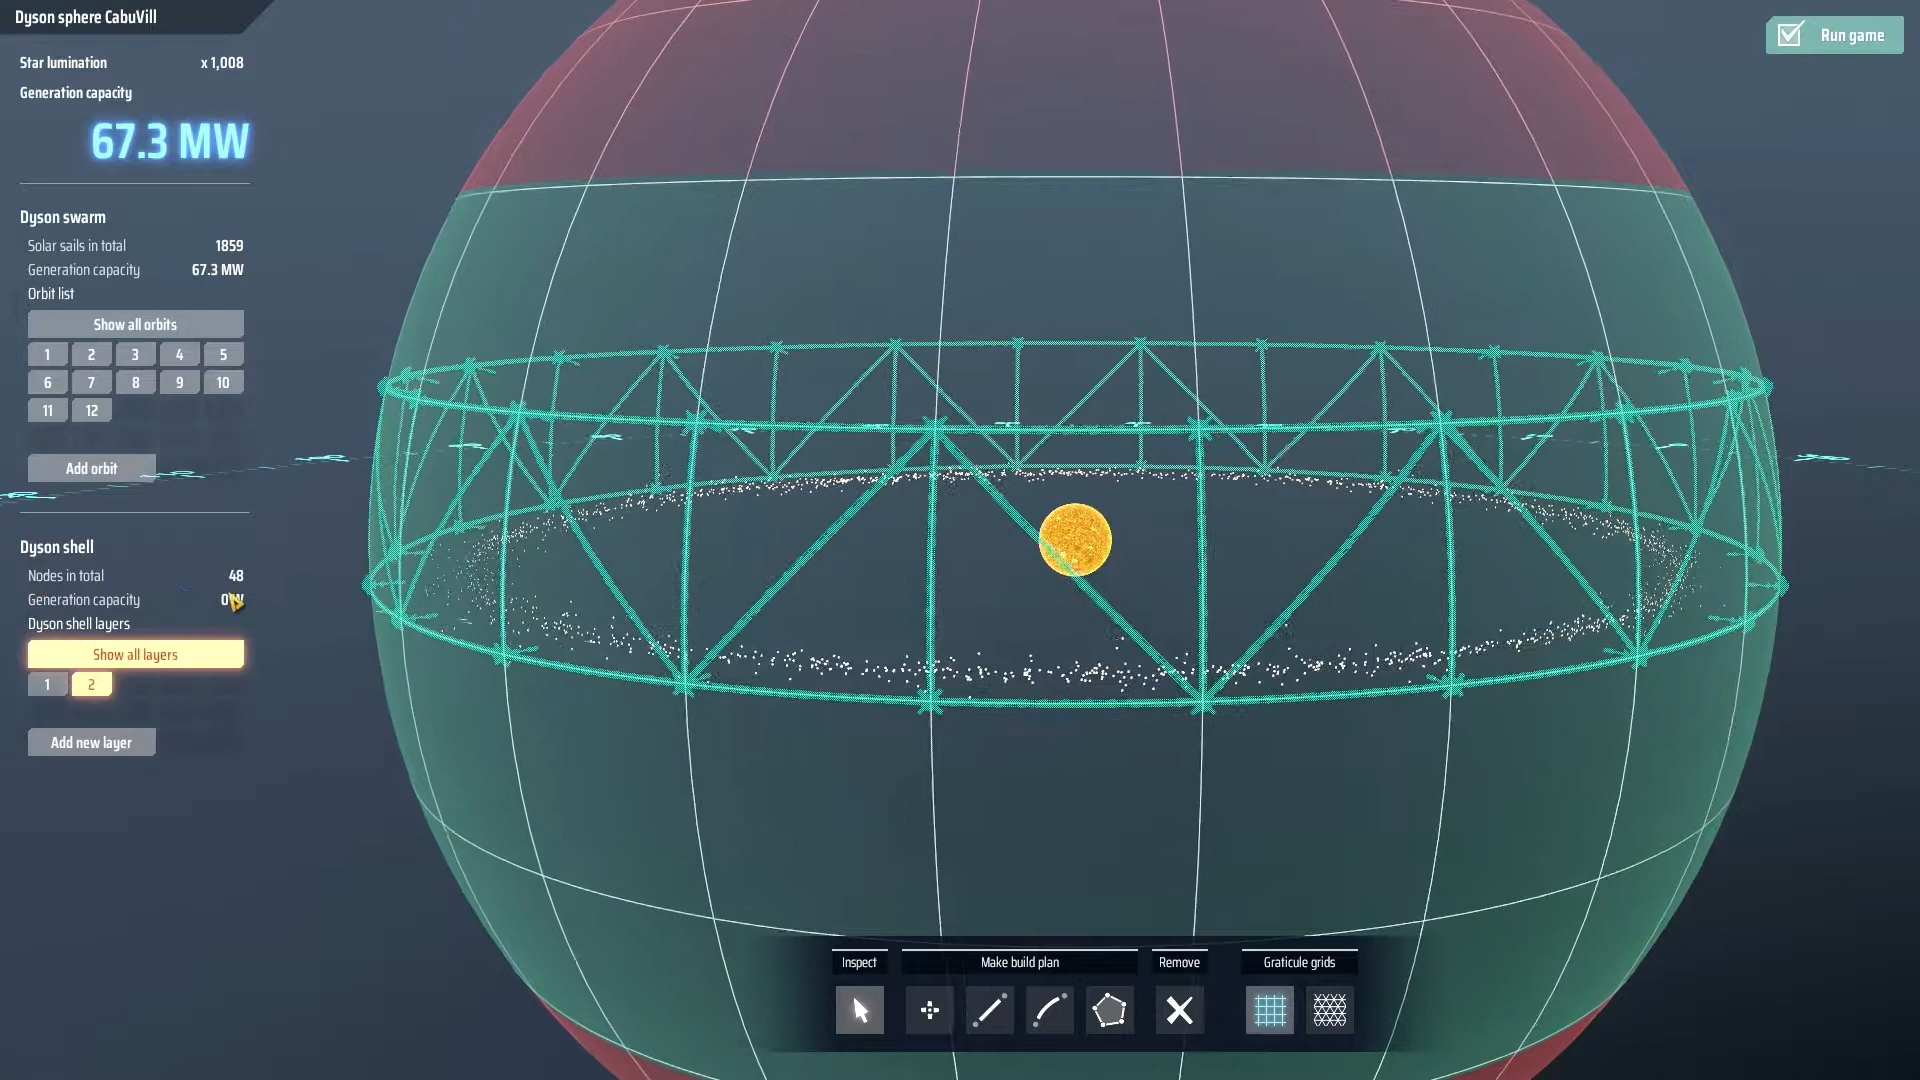 Dyson sphere CabuVill
Star lumination x 1,008
Generation capacity
67.3 MW
Dyson swarm
Solar sails in total 1859
Generation capacity 67.3 MW
Orbit list
Show all orbits
1 2 3 4 5
6 7 8 9 10
11 12
Add orbit
Dyson shell
Nodes in total 48
Generation capacity 0 W
Dyson shell layers
Show all layers
1 2
Add new layer
Run game
Inspect Make build plan Remove Graticule grids